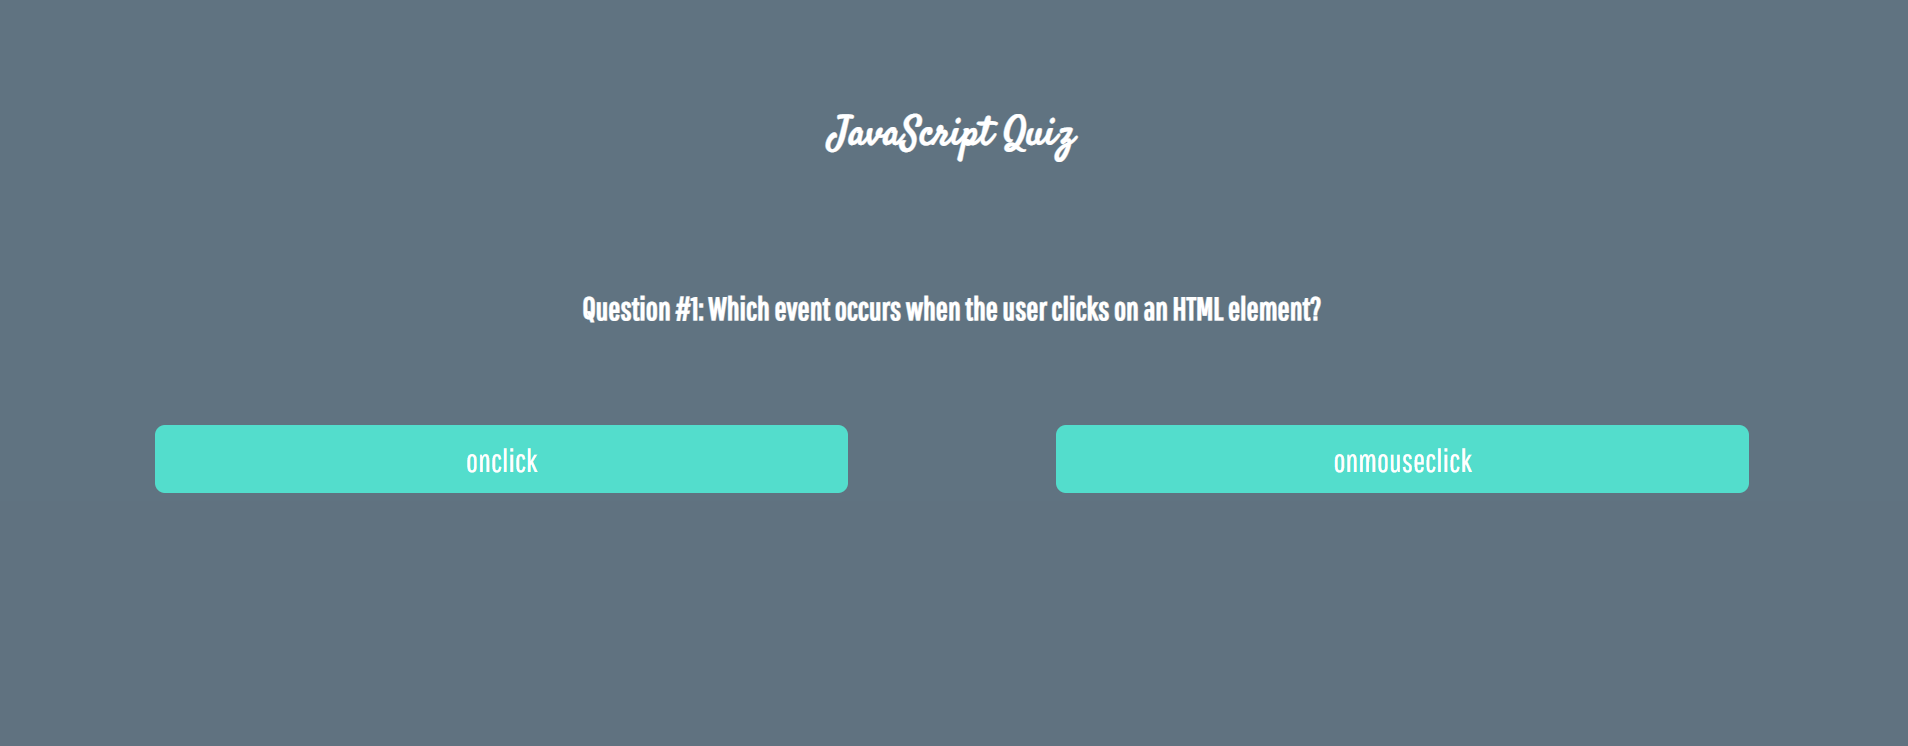 JavaScript Quiz
Question #1: Which event occurs when the user clicks on an HTML element?
onclick
onmouseclick